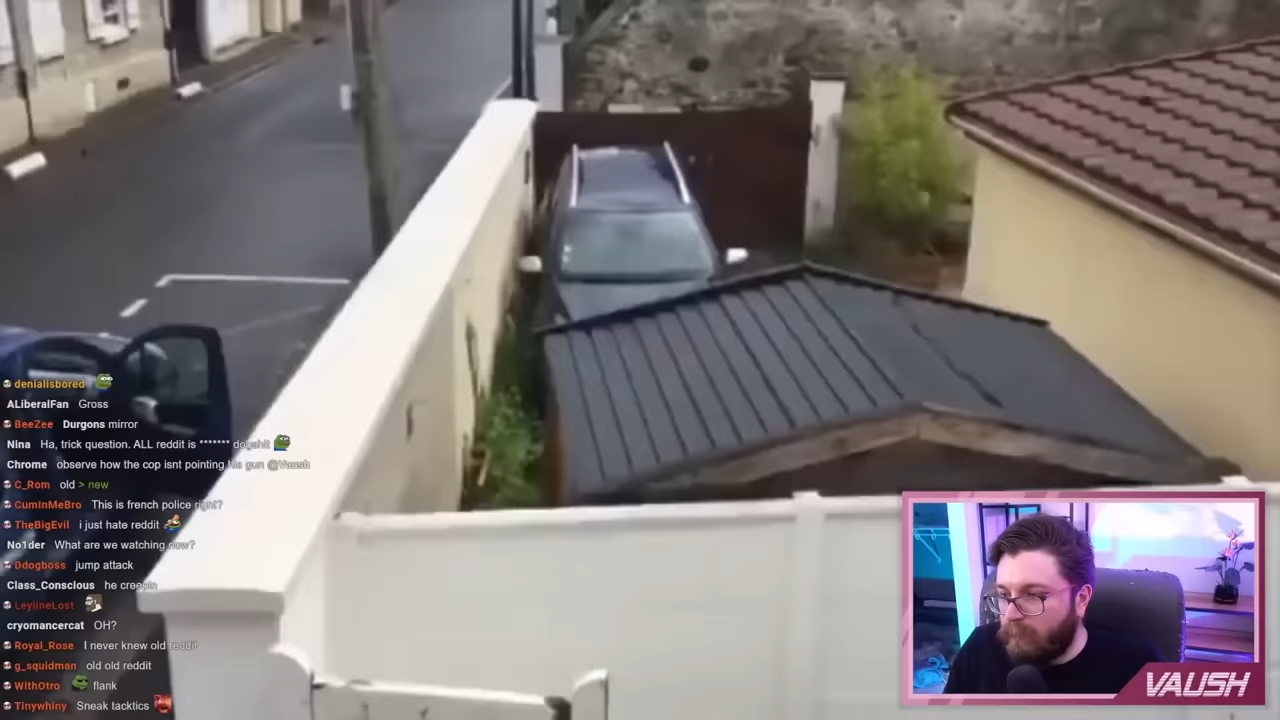 denialisbored
ALiberalFan Gross
BeeZee Durgons mirror
Nina Ha, trick question. ALL reddit is ******* dogshit
Chrome observe how the cop isnt pointing his gun @Vaush
C_Rom old > new
CumInMeBro This is french police right?
TheBigEvil i just hate reddit
No1der What are we watching now?
Ddogboss jump attack
Class_Conscious he creepin
LeylineLost
cryomancercat OH?
Royal_Rose I never knew old reddit
g_squidman old old reddit
WithOtro flank
Tinywhiny Sneak tacktics
VAUSH